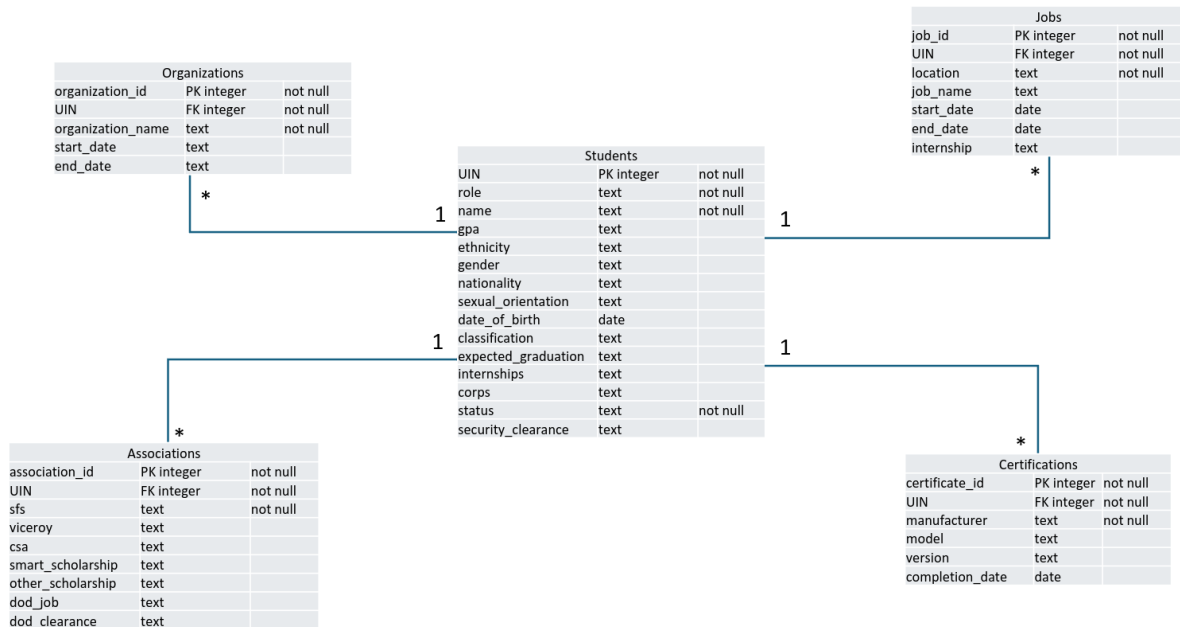 Organizations
organization_id PK integer not null
UIN FK integer not null
organization_name text not null
start_date text
end_date text
*
1
Jobs
job_id PK integer not null
UIN FK integer not null
location text not null
job_name text
start_date date
end_date date
internship text
*
1
Students
UIN PK integer not null
role text not null
name text not null
gpa text
ethnicity text
gender text
nationality text
sexual_orientation text
date_of_birth date
classification text
expected_graduation text
internships text
corps text
status text not null
security_clearance text
1
*
Associations
association_id PK integer not null
UIN FK integer not null
sfs text not null
viceroy text
csa text
smart_scholarship text
other_scholarship text
dod_job text
dod_clearance text
1
*
Certifications
certificate_id PK integer not null
UIN FK integer not null
manufacturer text not null
model text
version text
completion_date date